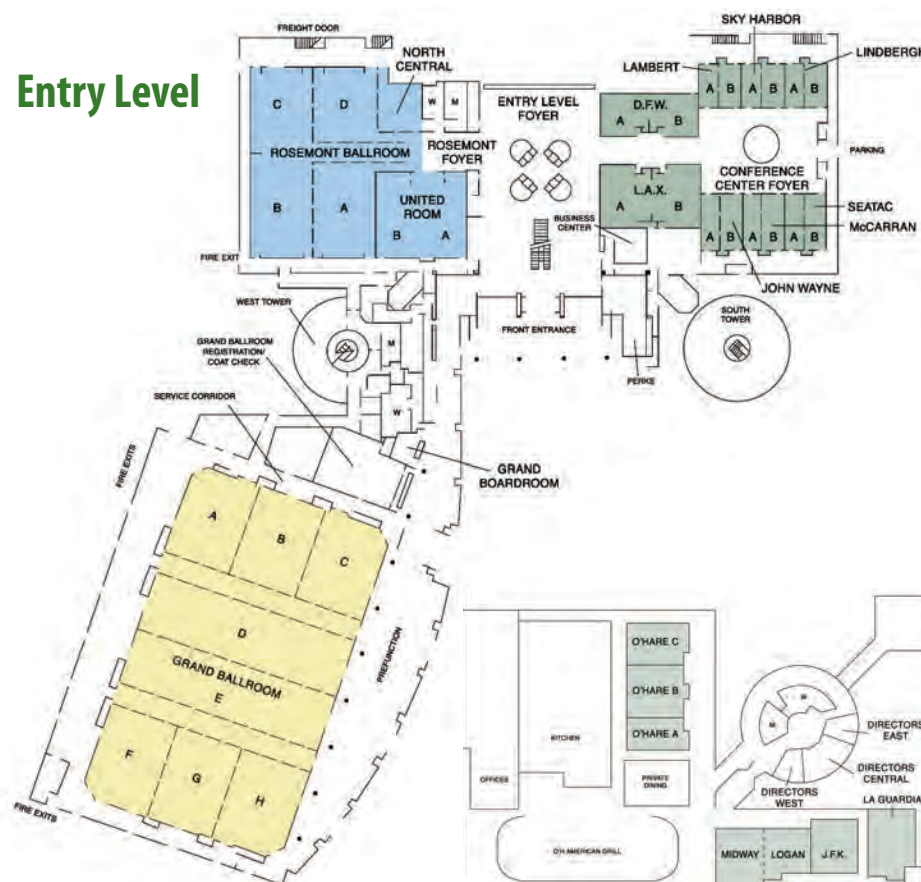 Entry Level
FREIGHT DOOR
NORTH
CENTRAL
C
D
W
M
ROSEMONT BALLROOM
ROSEMONT
FOYER
B
A
UNITED
ROOM
B
A
FIRE EXIT
ENTRY LEVEL
FOYER
SKY HARBOR
LAMBERT
LINDBERGH
A B A B A B
D.F.W.
A
B
PARKING
CONFERENCE
CENTER FOYER
L.A.X.
A
B
BUSINESS
CENTER
SEATAC
McCARRAN
A B A B A B
JOHN WAYNE
WEST TOWER
M
FRONT ENTRANCE
SOUTH
TOWER
GRAND BALLROOM
REGISTRATION/
COAT CHECK
PERKS
SERVICE CORRIDOR
W
GRAND
BOARDROOM
FIRE EXITS
A
B
C
D
GRAND BALLROOM
E
PREFUNCTION
F
G
H
FIRE EXITS
O'HARE C
O'HARE B
O'HARE A
KITCHEN
OFFICES
PRIVATE
DINING
O'H AMERICAN GRILL
W
M
DIRECTORS
EAST
DIRECTORS
CENTRAL
DIRECTORS
WEST
LA GUARDIA
MIDWAY
LOGAN
J.F.K.